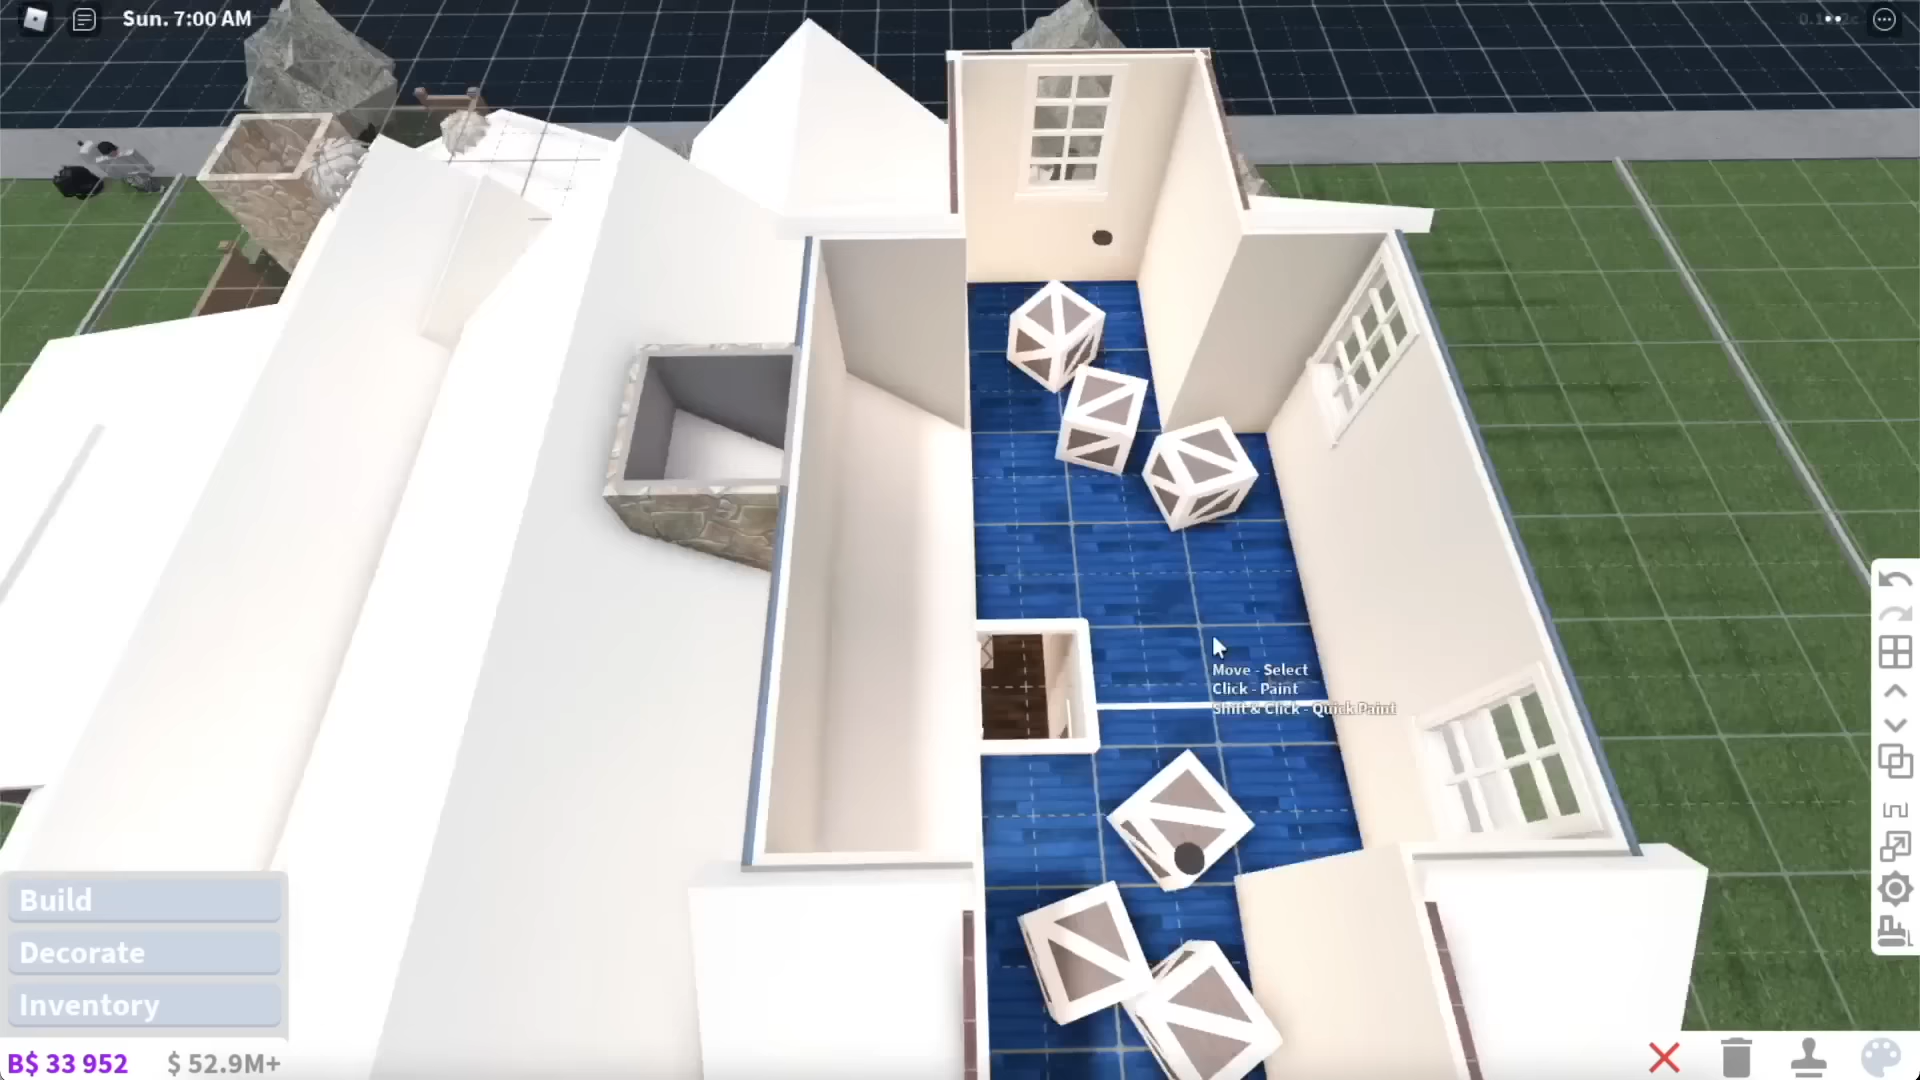 Sun. 7:00 AM
Move - Select
Click - Paint
Shift & Click - Quick Paint
Build
Decorate
Inventory
B$ 33 952
$ 52.9M+